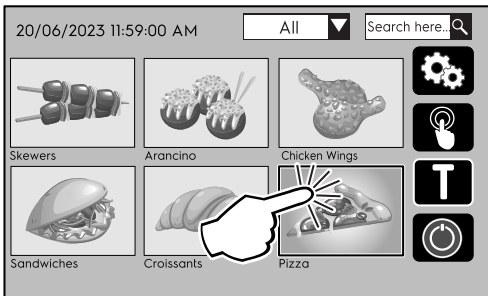 20/06/2023 11:59:00 AM
All
Search here..
Skewers
Arancino
Chicken Wings
T
Sandwiches
Croissants
Pizza